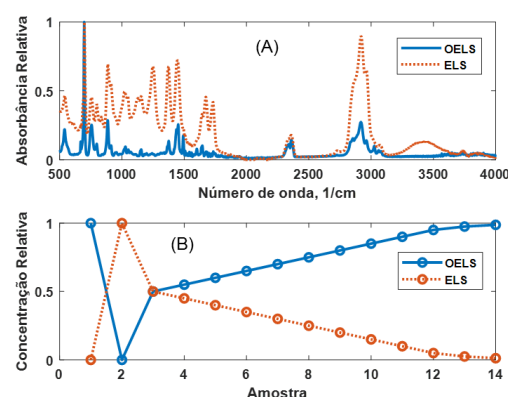 (A)
OELS
ELS
Absorbância Relativa
1
0.5
0
500 1000 1500 2000 2500 3000 3500 4000
Número de onda, 1/cm
(B)
OELS
ELS
Concentração Relativa
1
0.5
0
0 2 4 6 8 10 12 14
Amostra